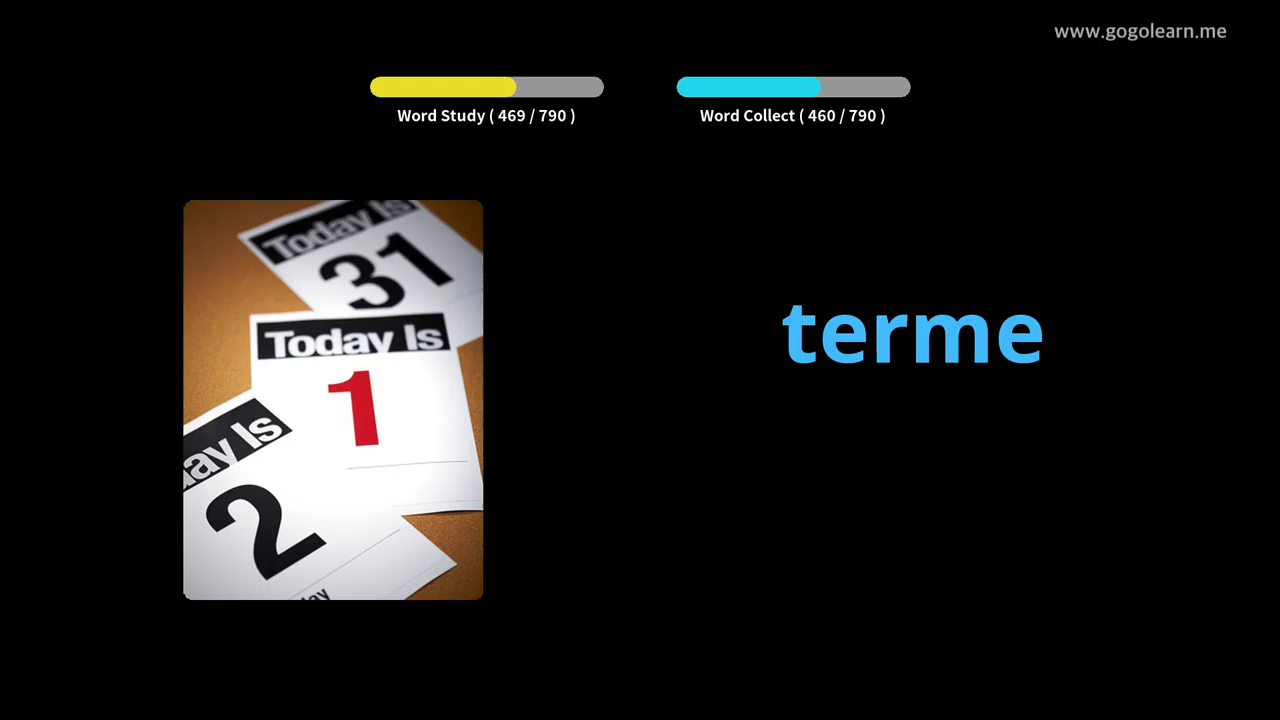 www.gogolearn.me
Word Study ( 469 / 790 )
Word Collect ( 460 / 790 )
Today Is
31
Today Is
1
ay Is
2
ay
terme